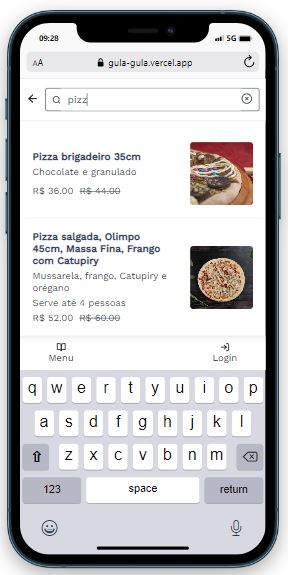 09:28
5G
AA gula-gula.vercel.app
pizz
Pizza brigadeiro 35cm
Chocolate e granulado
R$ 36.00 R$ 44.00
Pizza salgada, Olimpo
45cm, Massa Fina, Frango
com Catupiry
Mussarela, frango, Catupiry e
orégano
Serve até 4 pessoas
R$ 52.00 R$ 60.00
Menu Login
q w e r t y u i o p
a s d f g h j k l
z x c v b n m
123 space return